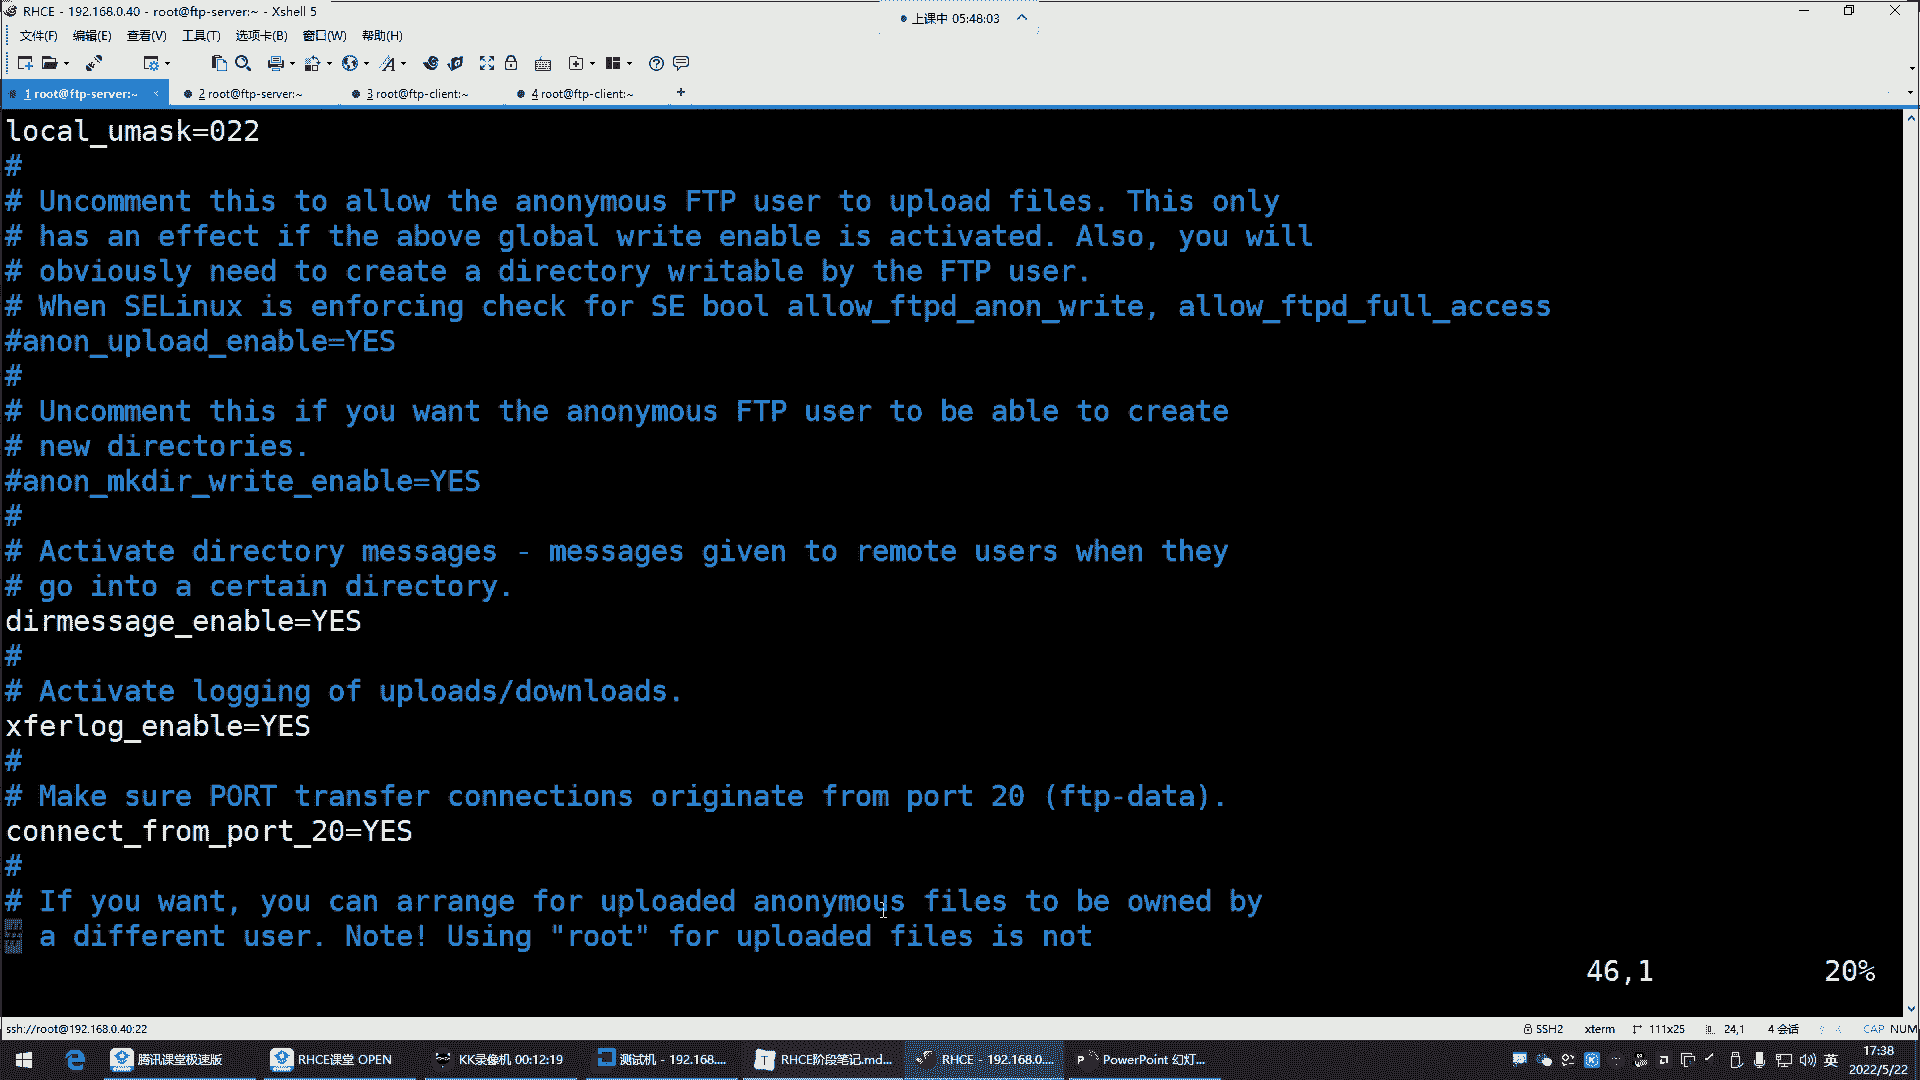 RHCE - 192.168.0.40 - root@ftp-server:~ - Xshell 5
上课中 05:48:03
文件(F) 编辑(E) 查看(V) 工具(T) 选项卡(B) 窗口(W) 帮助(H)
1 root@ftp-server:~ × 2 root@ftp-server:~ 3 root@ftp-client:~ 4 root@ftp-client:~ +
local_umask=022
#
# Uncomment this to allow the anonymous FTP user to upload files. This only
# has an effect if the above global write enable is activated. Also, you will
# obviously need to create a directory writable by the FTP user.
# When SELinux is enforcing check for SE bool allow_ftpd_anon_write, allow_ftpd_full_access
#anon_upload_enable=YES
#
# Uncomment this if you want the anonymous FTP user to be able to create
# new directories.
#anon_mkdir_write_enable=YES
#
# Activate directory messages - messages given to remote users when they
# go into a certain directory.
dirmessage_enable=YES
#
# Activate logging of uploads/downloads.
xferlog_enable=YES
#
# Make sure PORT transfer connections originate from port 20 (ftp-data).
connect_from_port_20=YES
#
# If you want, you can arrange for uploaded anonymous files to be owned by
# a different user. Note! Using "root" for uploaded files is not
46,1 20%
ssh://root@192.168.0.40:22 SSH2 xterm 111x25 24,1 4 会话 CAP NUM
腾讯课堂极速版 RHCE课堂 OPEN KK录像机 00:12:19 测试机 - 192.168.... RHCE阶段笔记.md... RHCE - 192.168.0.... PowerPoint 幻灯... 英 17:38
2022/5/22